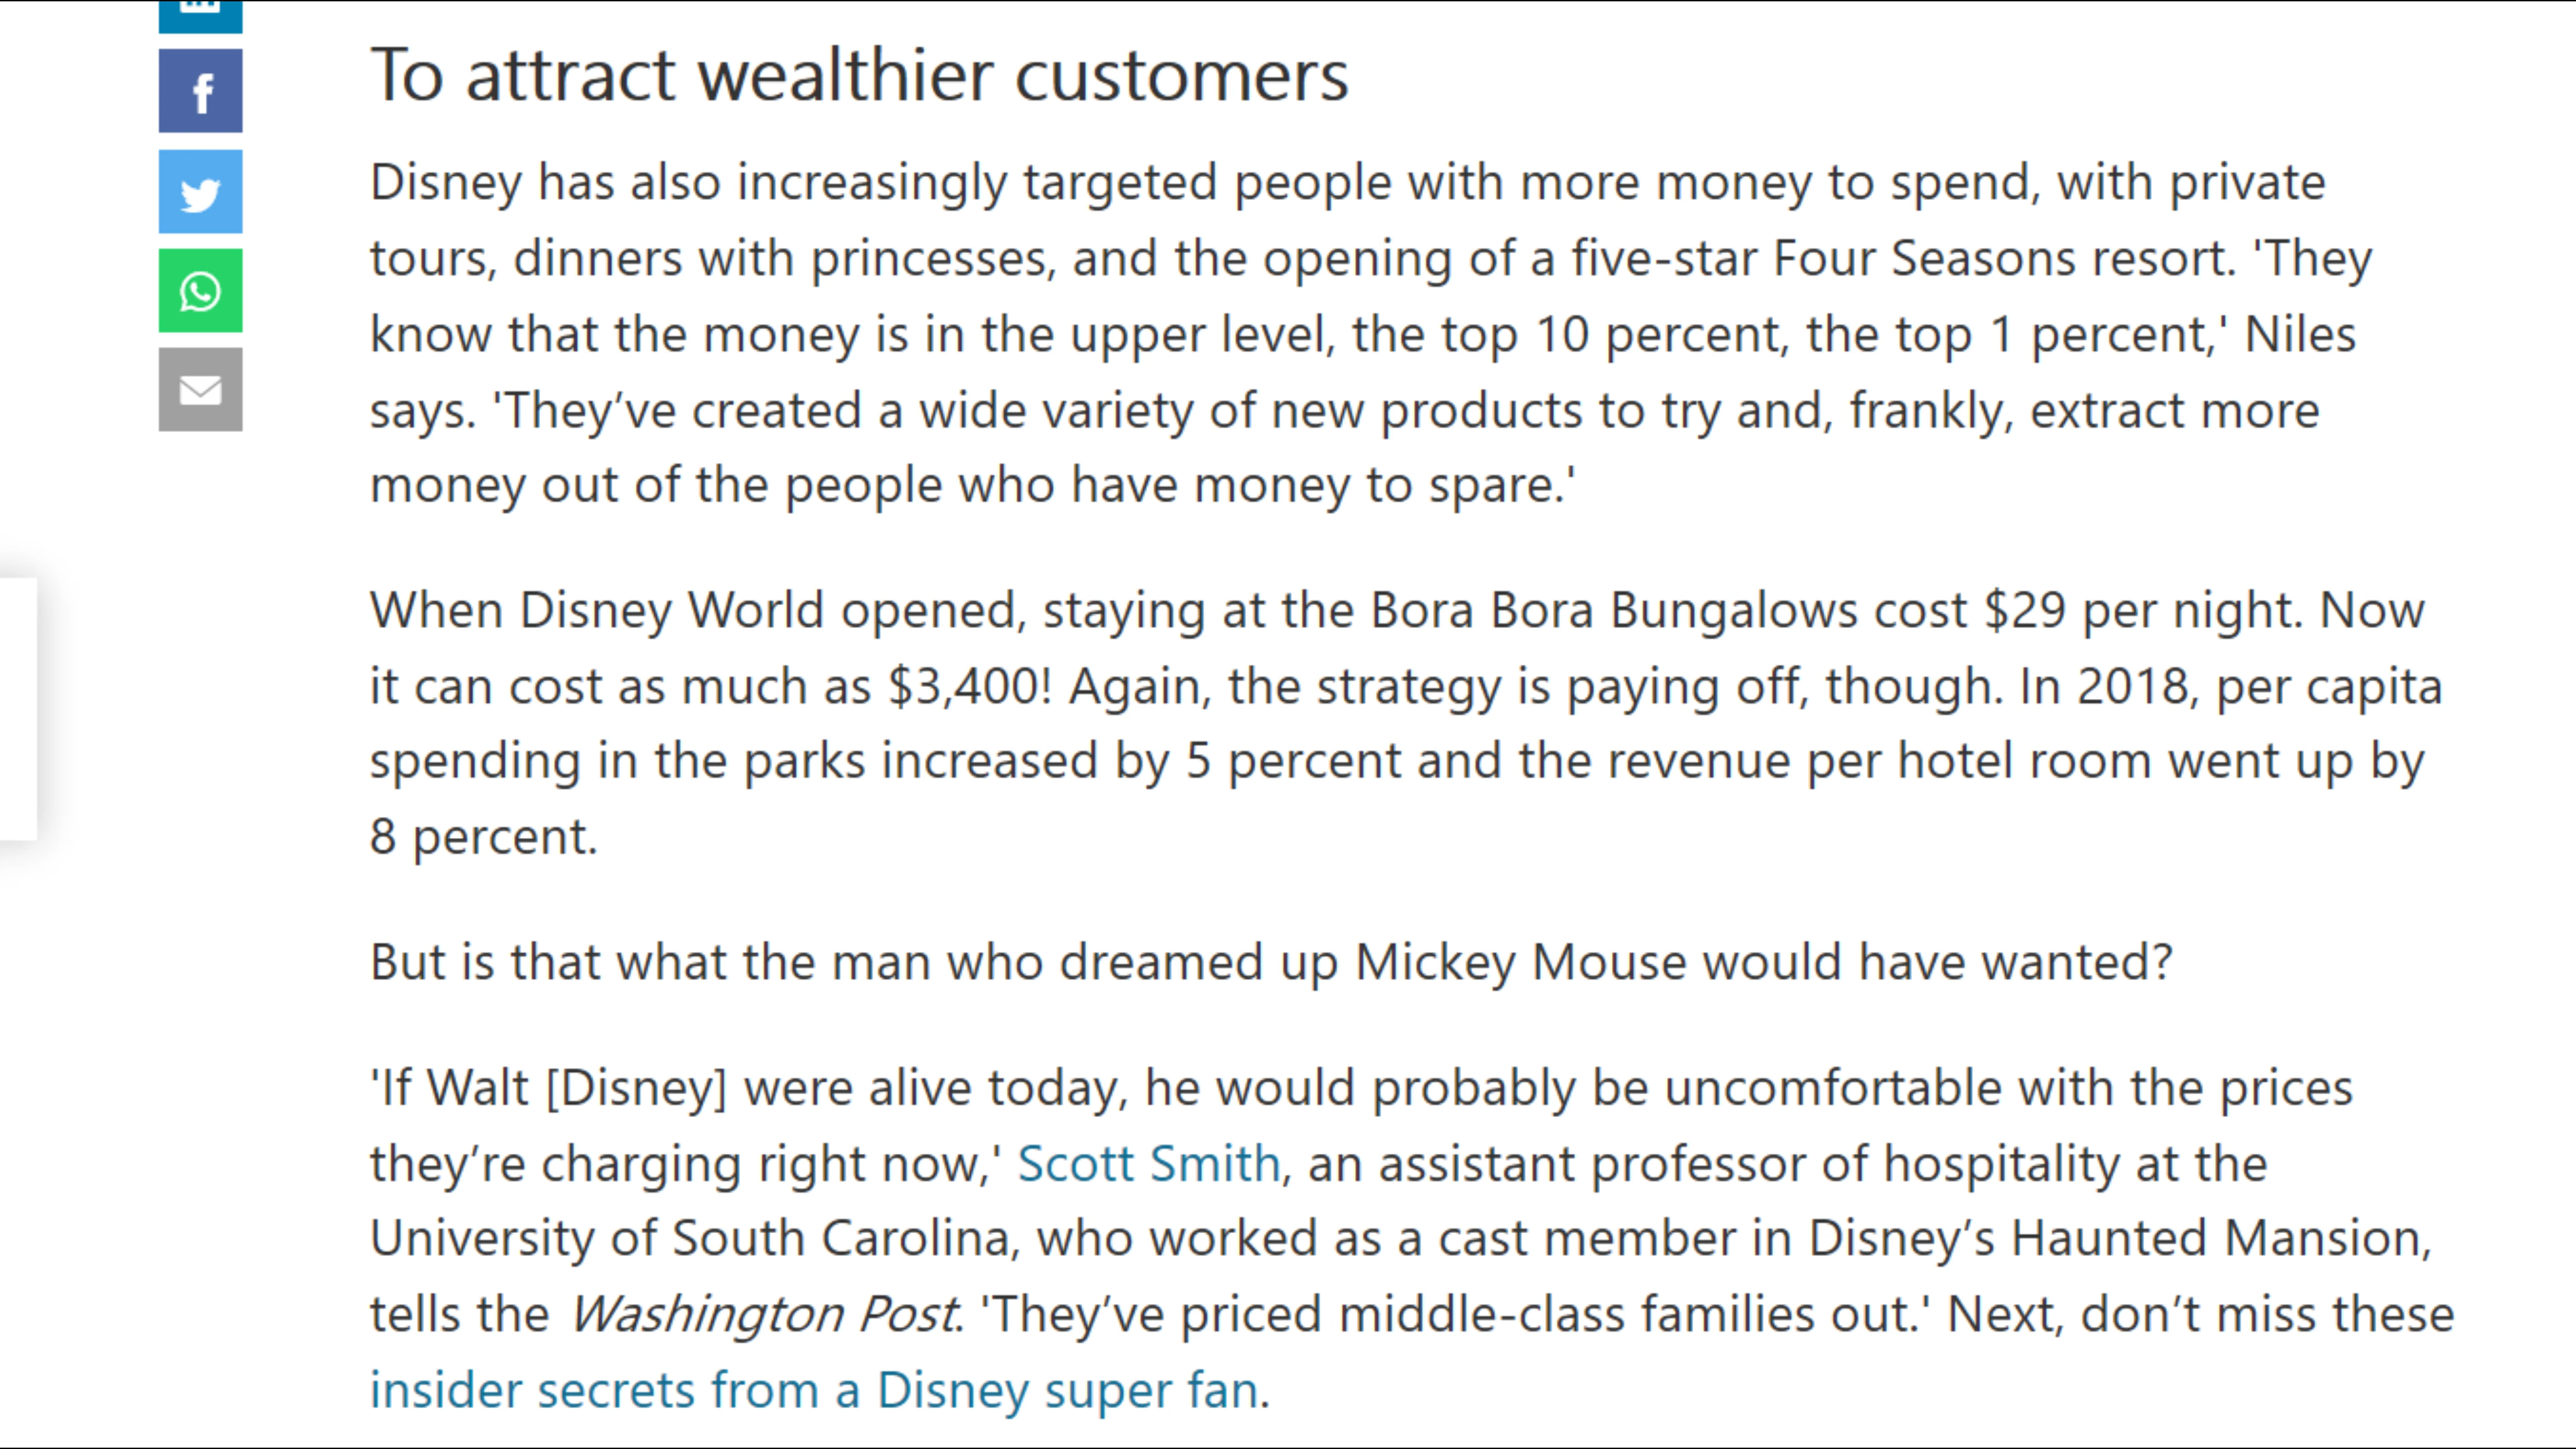 To attract wealthier customers
Disney has also increasingly targeted people with more money to spend, with private
tours, dinners with princesses, and the opening of a five-star Four Seasons resort. 'They
know that the money is in the upper level, the top 10 percent, the top 1 percent,' Niles
says. 'They’ve created a wide variety of new products to try and, frankly, extract more
money out of the people who have money to spare.'
When Disney World opened, staying at the Bora Bora Bungalows cost $29 per night. Now
it can cost as much as $3,400! Again, the strategy is paying off, though. In 2018, per capita
spending in the parks increased by 5 percent and the revenue per hotel room went up by
8 percent.
But is that what the man who dreamed up Mickey Mouse would have wanted?
'If Walt [Disney] were alive today, he would probably be uncomfortable with the prices
they’re charging right now,' Scott Smith, an assistant professor of hospitality at the
University of South Carolina, who worked as a cast member in Disney’s Haunted Mansion,
tells the Washington Post. 'They’ve priced middle-class families out.' Next, don’t miss these
insider secrets from a Disney super fan.